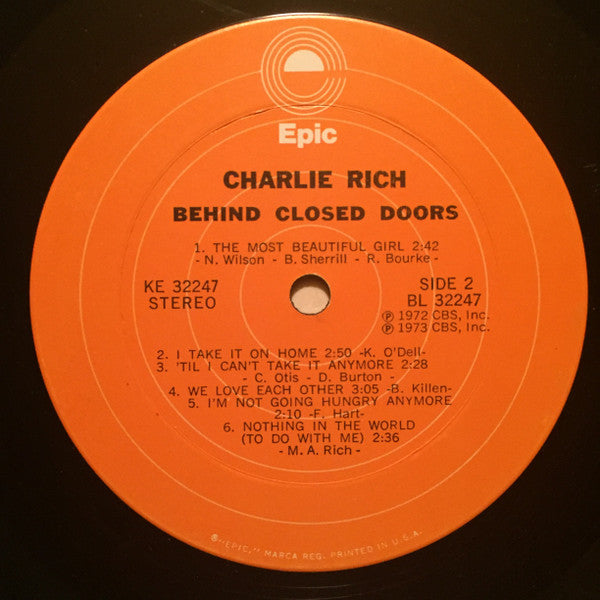 Epic
CHARLIE RICH
BEHIND CLOSED DOORS
1. THE MOST BEAUTIFUL GIRL 2:42
- N. Wilson - B. Sherrill - R. Bourke -
KE 32247
STEREO
SIDE 2
BL 32247
℗ 1972 CBS, Inc.
℗ 1973 CBS, Inc.
2. I TAKE IT ON HOME 2:50 -K. O'Dell-
3. 'TIL I CAN'T TAKE IT ANYMORE 2:28
- C. Otis - D. Burton -
4. WE LOVE EACH OTHER 3:05 -B. Killen-
5. I'M NOT GOING HUNGRY ANYMORE
2:10 -F. Hart-
6. NOTHING IN THE WORLD
(TO DO WITH ME) 2:36
- M. A. Rich -
®"EPIC," MARCA REG. PRINTED IN U.S.A.